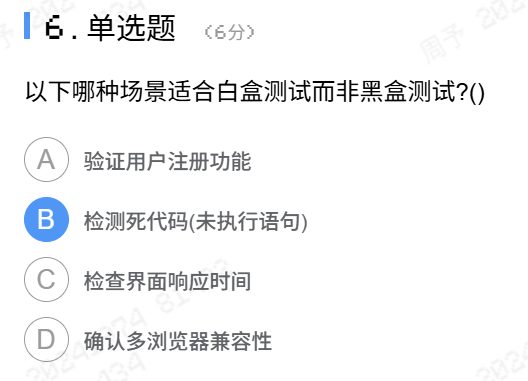 6.单选题 (6分)
以下哪种场景适合白盒测试而非黑盒测试?()
A 验证用户注册功能
B 检测死代码(未执行语句)
C 检查界面响应时间
D 确认多浏览器兼容性